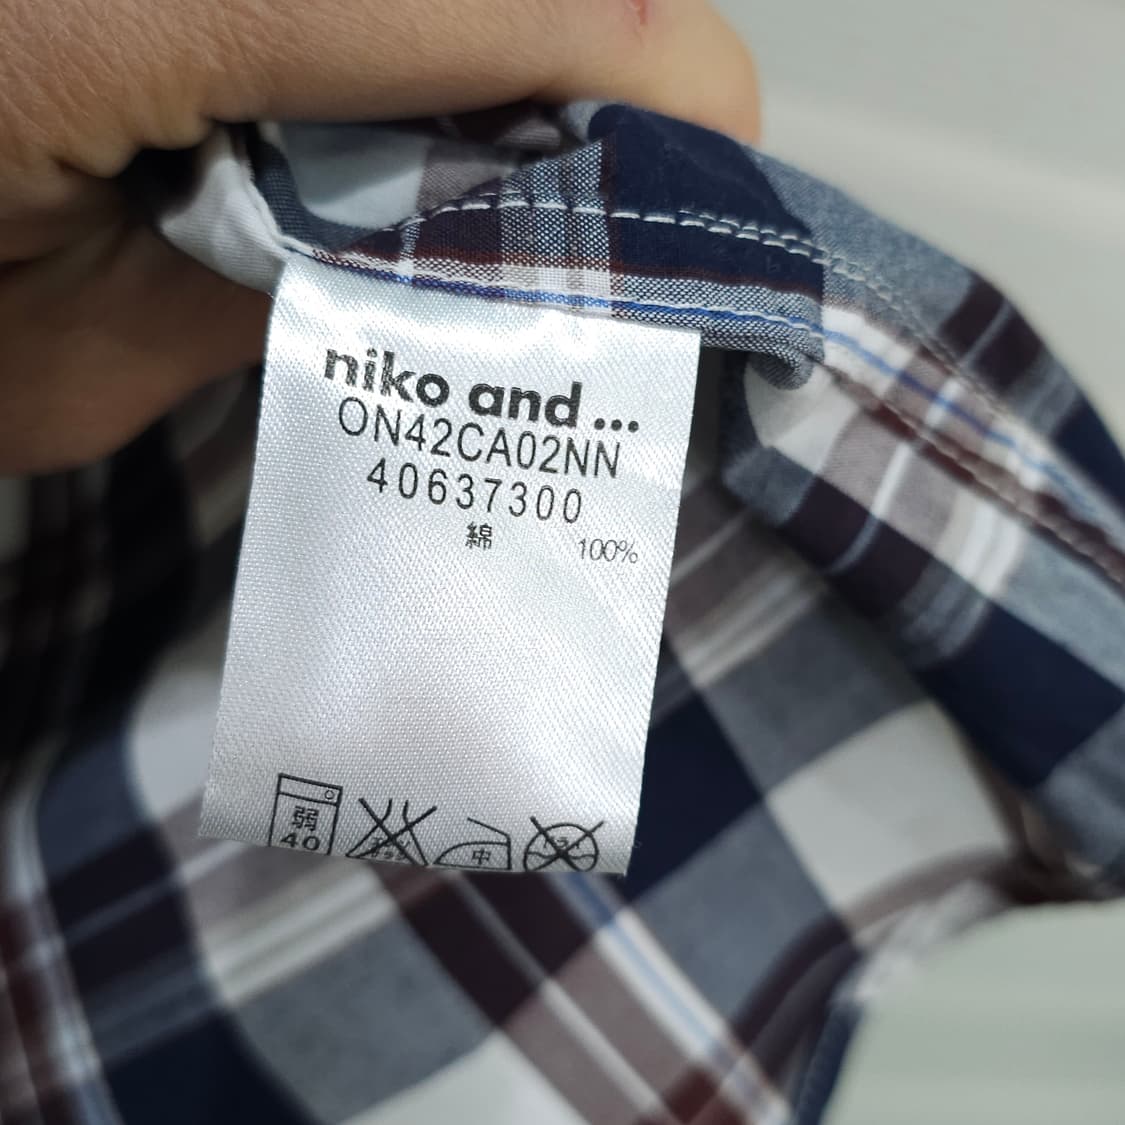 niko and...
ON42CA02NN
40637300
綿 100%
弱
40
中